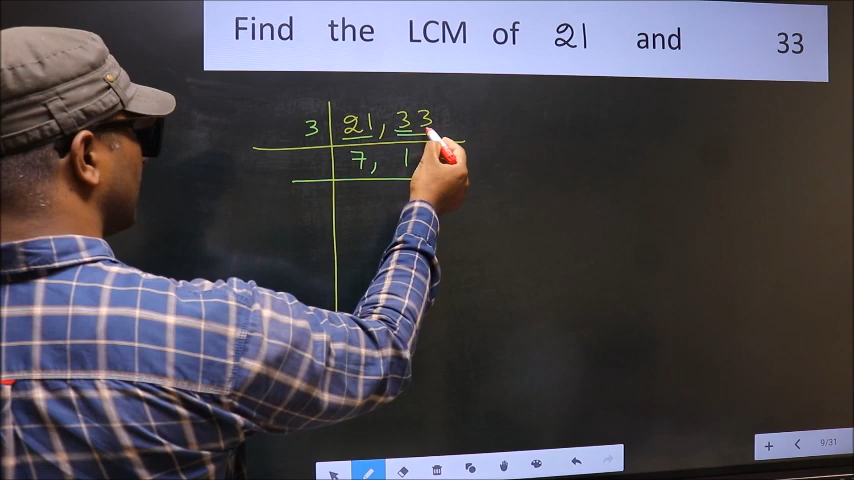 Find the LCM of 21 and 33
3 21, 33
7, 1
9/31